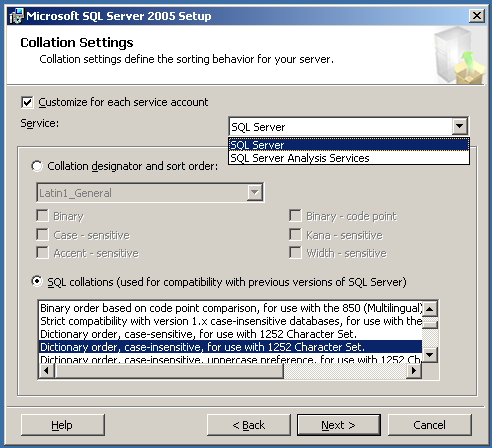 Microsoft SQL Server 2005 Setup
Collation Settings
Collation settings define the sorting behavior for your server.
Customize for each service account
Service:
SQL Server
SQL Server
SQL Server Analysis Services
Collation designator and sort order:
Latin1_General
Binary
Binary - code point
Case - sensitive
Kana - sensitive
Accent - sensitive
Width - sensitive
SQL collations (used for compatibility with previous versions of SQL Server)
Binary order based on code point comparison, for use with the 850 (Multilingual)
Strict compatibility with version 1.x case-insensitive databases, for use with the
Dictionary order, case-sensitive, for use with 1252 Character Set.
Dictionary order, case-insensitive, for use with 1252 Character Set.
Dictionary order, case-insensitive, uppercase preference, for use with 1252 Ch
Help
< Back
Next >
Cancel